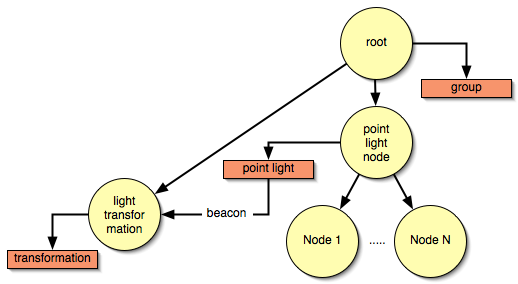 root
group
point
light
node
point light
light
transfor
mation
beacon
transformation
Node 1
.....
Node N